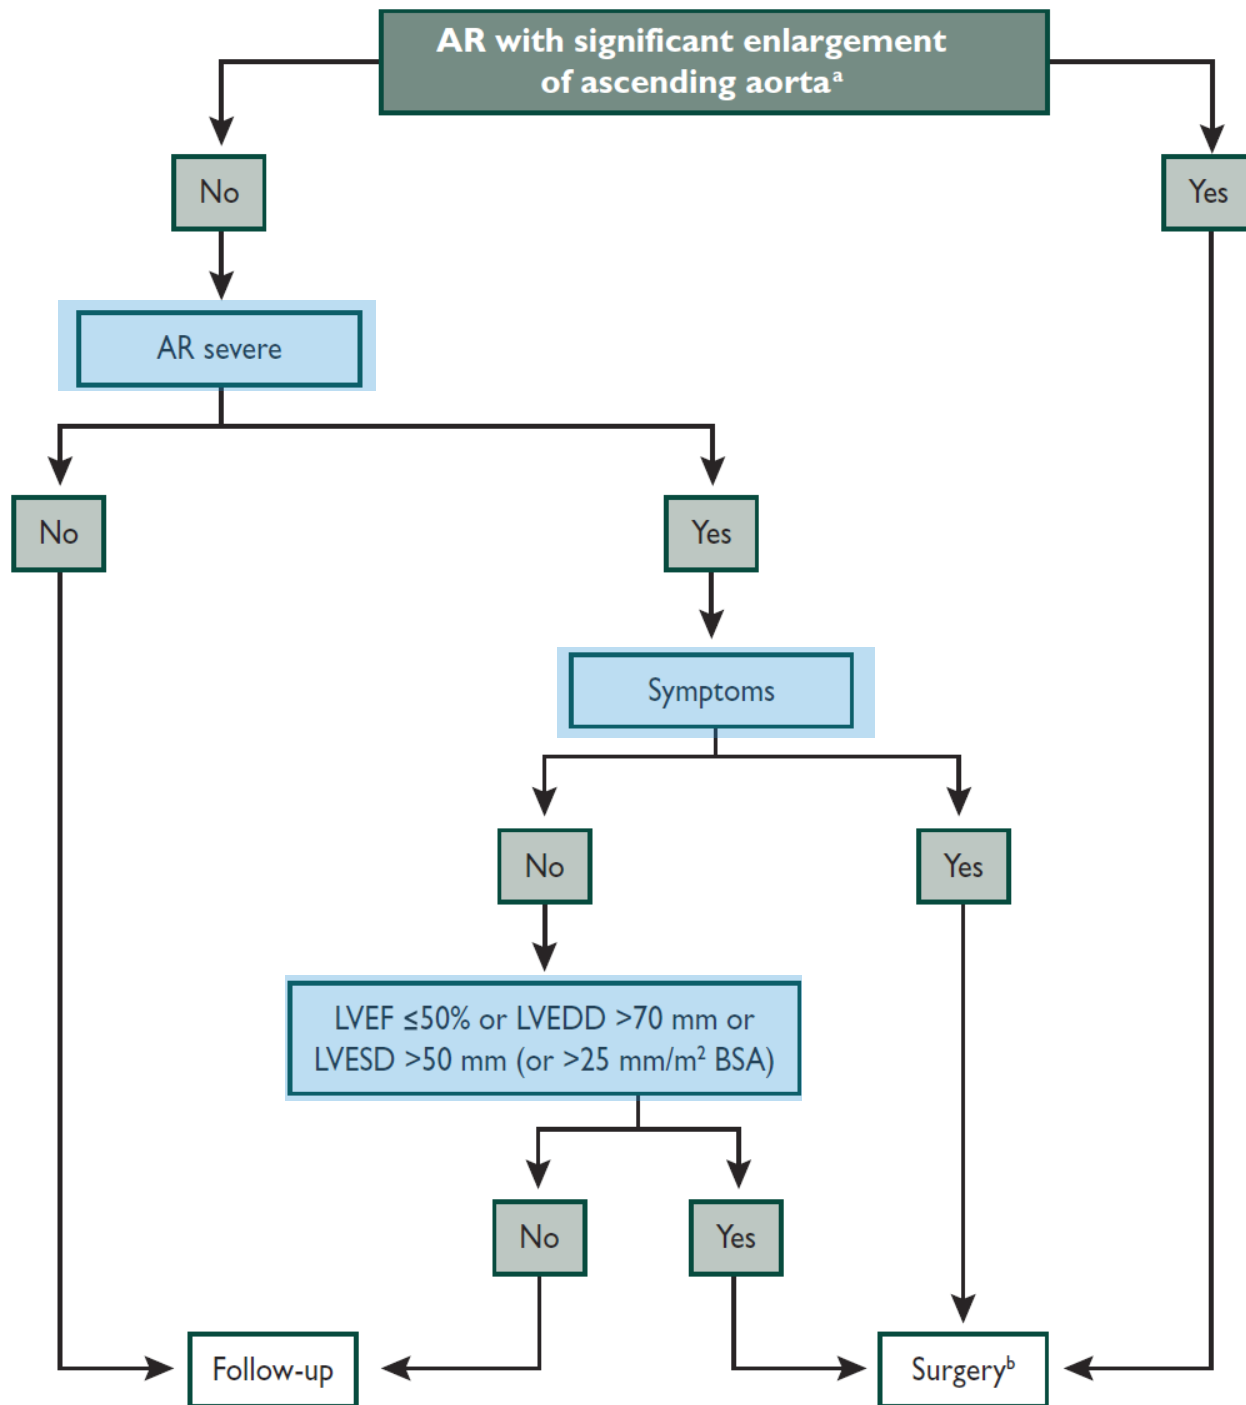 AR with significant enlargement
of ascending aortaᵃ
No
Yes
AR severe
No
Yes
Symptoms
No
Yes
LVEF ≤50% or LVEDD >70 mm or
LVESD >50 mm (or >25 mm/m² BSA)
No
Yes
Follow-up
Surgeryᵇ